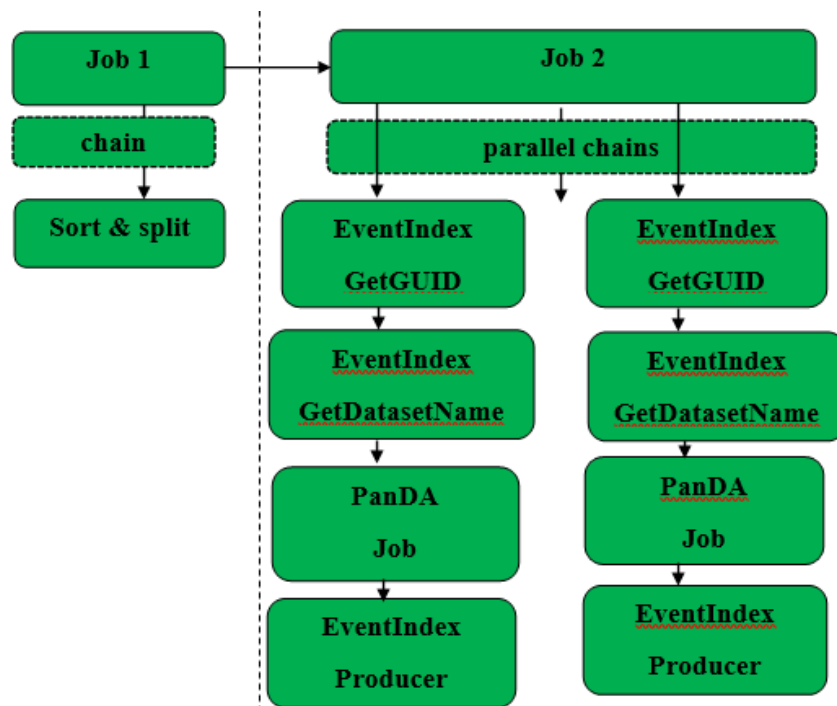 Job 1
Job 2
chain
parallel chains
Sort & split
EventIndex
GetGUID
EventIndex
GetGUID
EventIndex
GetDatasetName
EventIndex
GetDatasetName
PanDA
Job
PanDA
Job
EventIndex
Producer
EventIndex
Producer